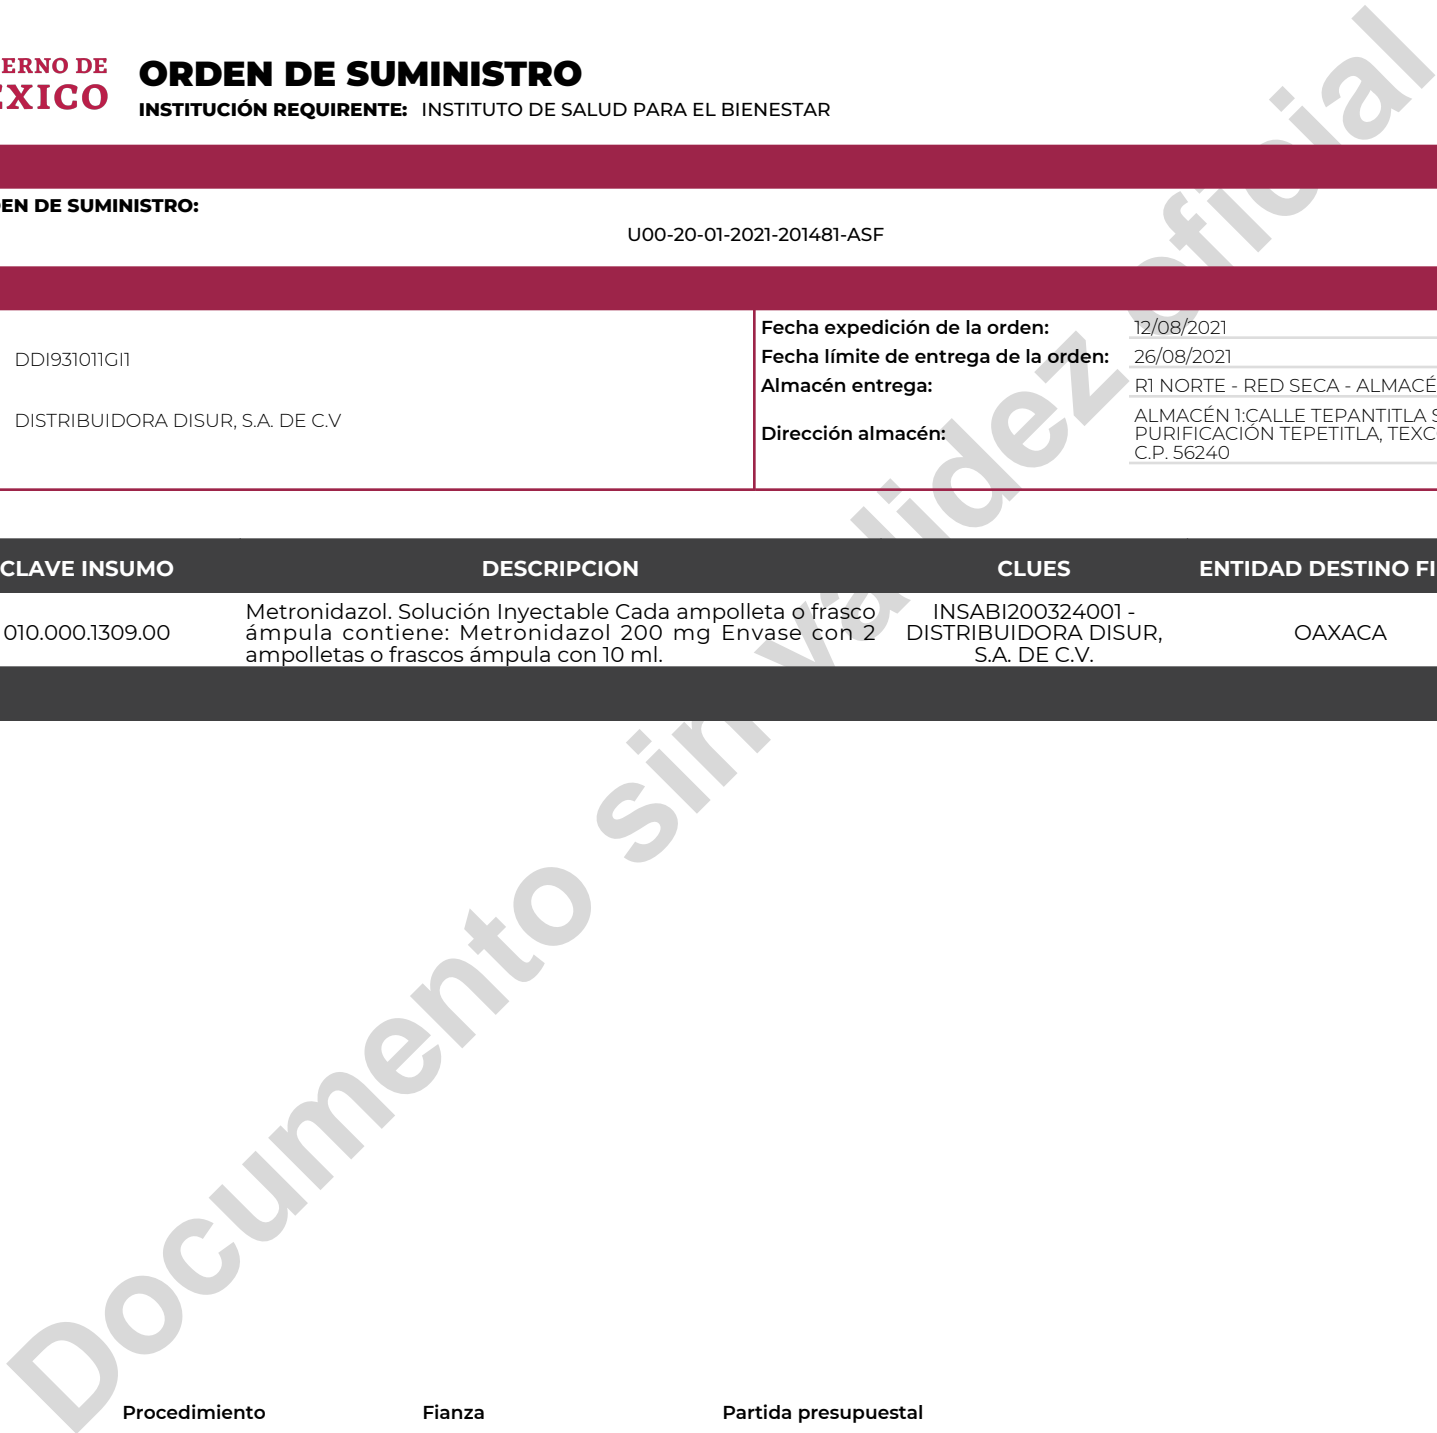 ERNO DE
EXICO
ORDEN DE SUMINISTRO
INSTITUCIÓN REQUIRENTE: INSTITUTO DE SALUD PARA EL BIENESTAR
EN DE SUMINISTRO:
U00-20-01-2021-201481-ASF
DDI931011GI1
DISTRIBUIDORA DISUR, S.A. DE C.V
Fecha expedición de la orden: 12/08/2021
Fecha límite de entrega de la orden: 26/08/2021
Almacén entrega: R1 NORTE - RED SECA - ALMACÉ
Dirección almacén:
ALMACÉN 1:CALLE TEPANTITLA S
PURIFICACIÓN TEPETITLA, TEXC
C.P. 56240
CLAVE INSUMO DESCRIPCION CLUES ENTIDAD DESTINO FI
010.000.1309.00
Metronidazol. Solución Inyectable Cada ampolleta o frasco
ámpula contiene: Metronidazol 200 mg Envase con 2
ampolletas o frascos ámpula con 10 ml.
INSABI200324001 -
DISTRIBUIDORA DISUR,
S.A. DE C.V.
OAXACA
Documento sin validez oficial
Procedimiento Fianza Partida presupuestal